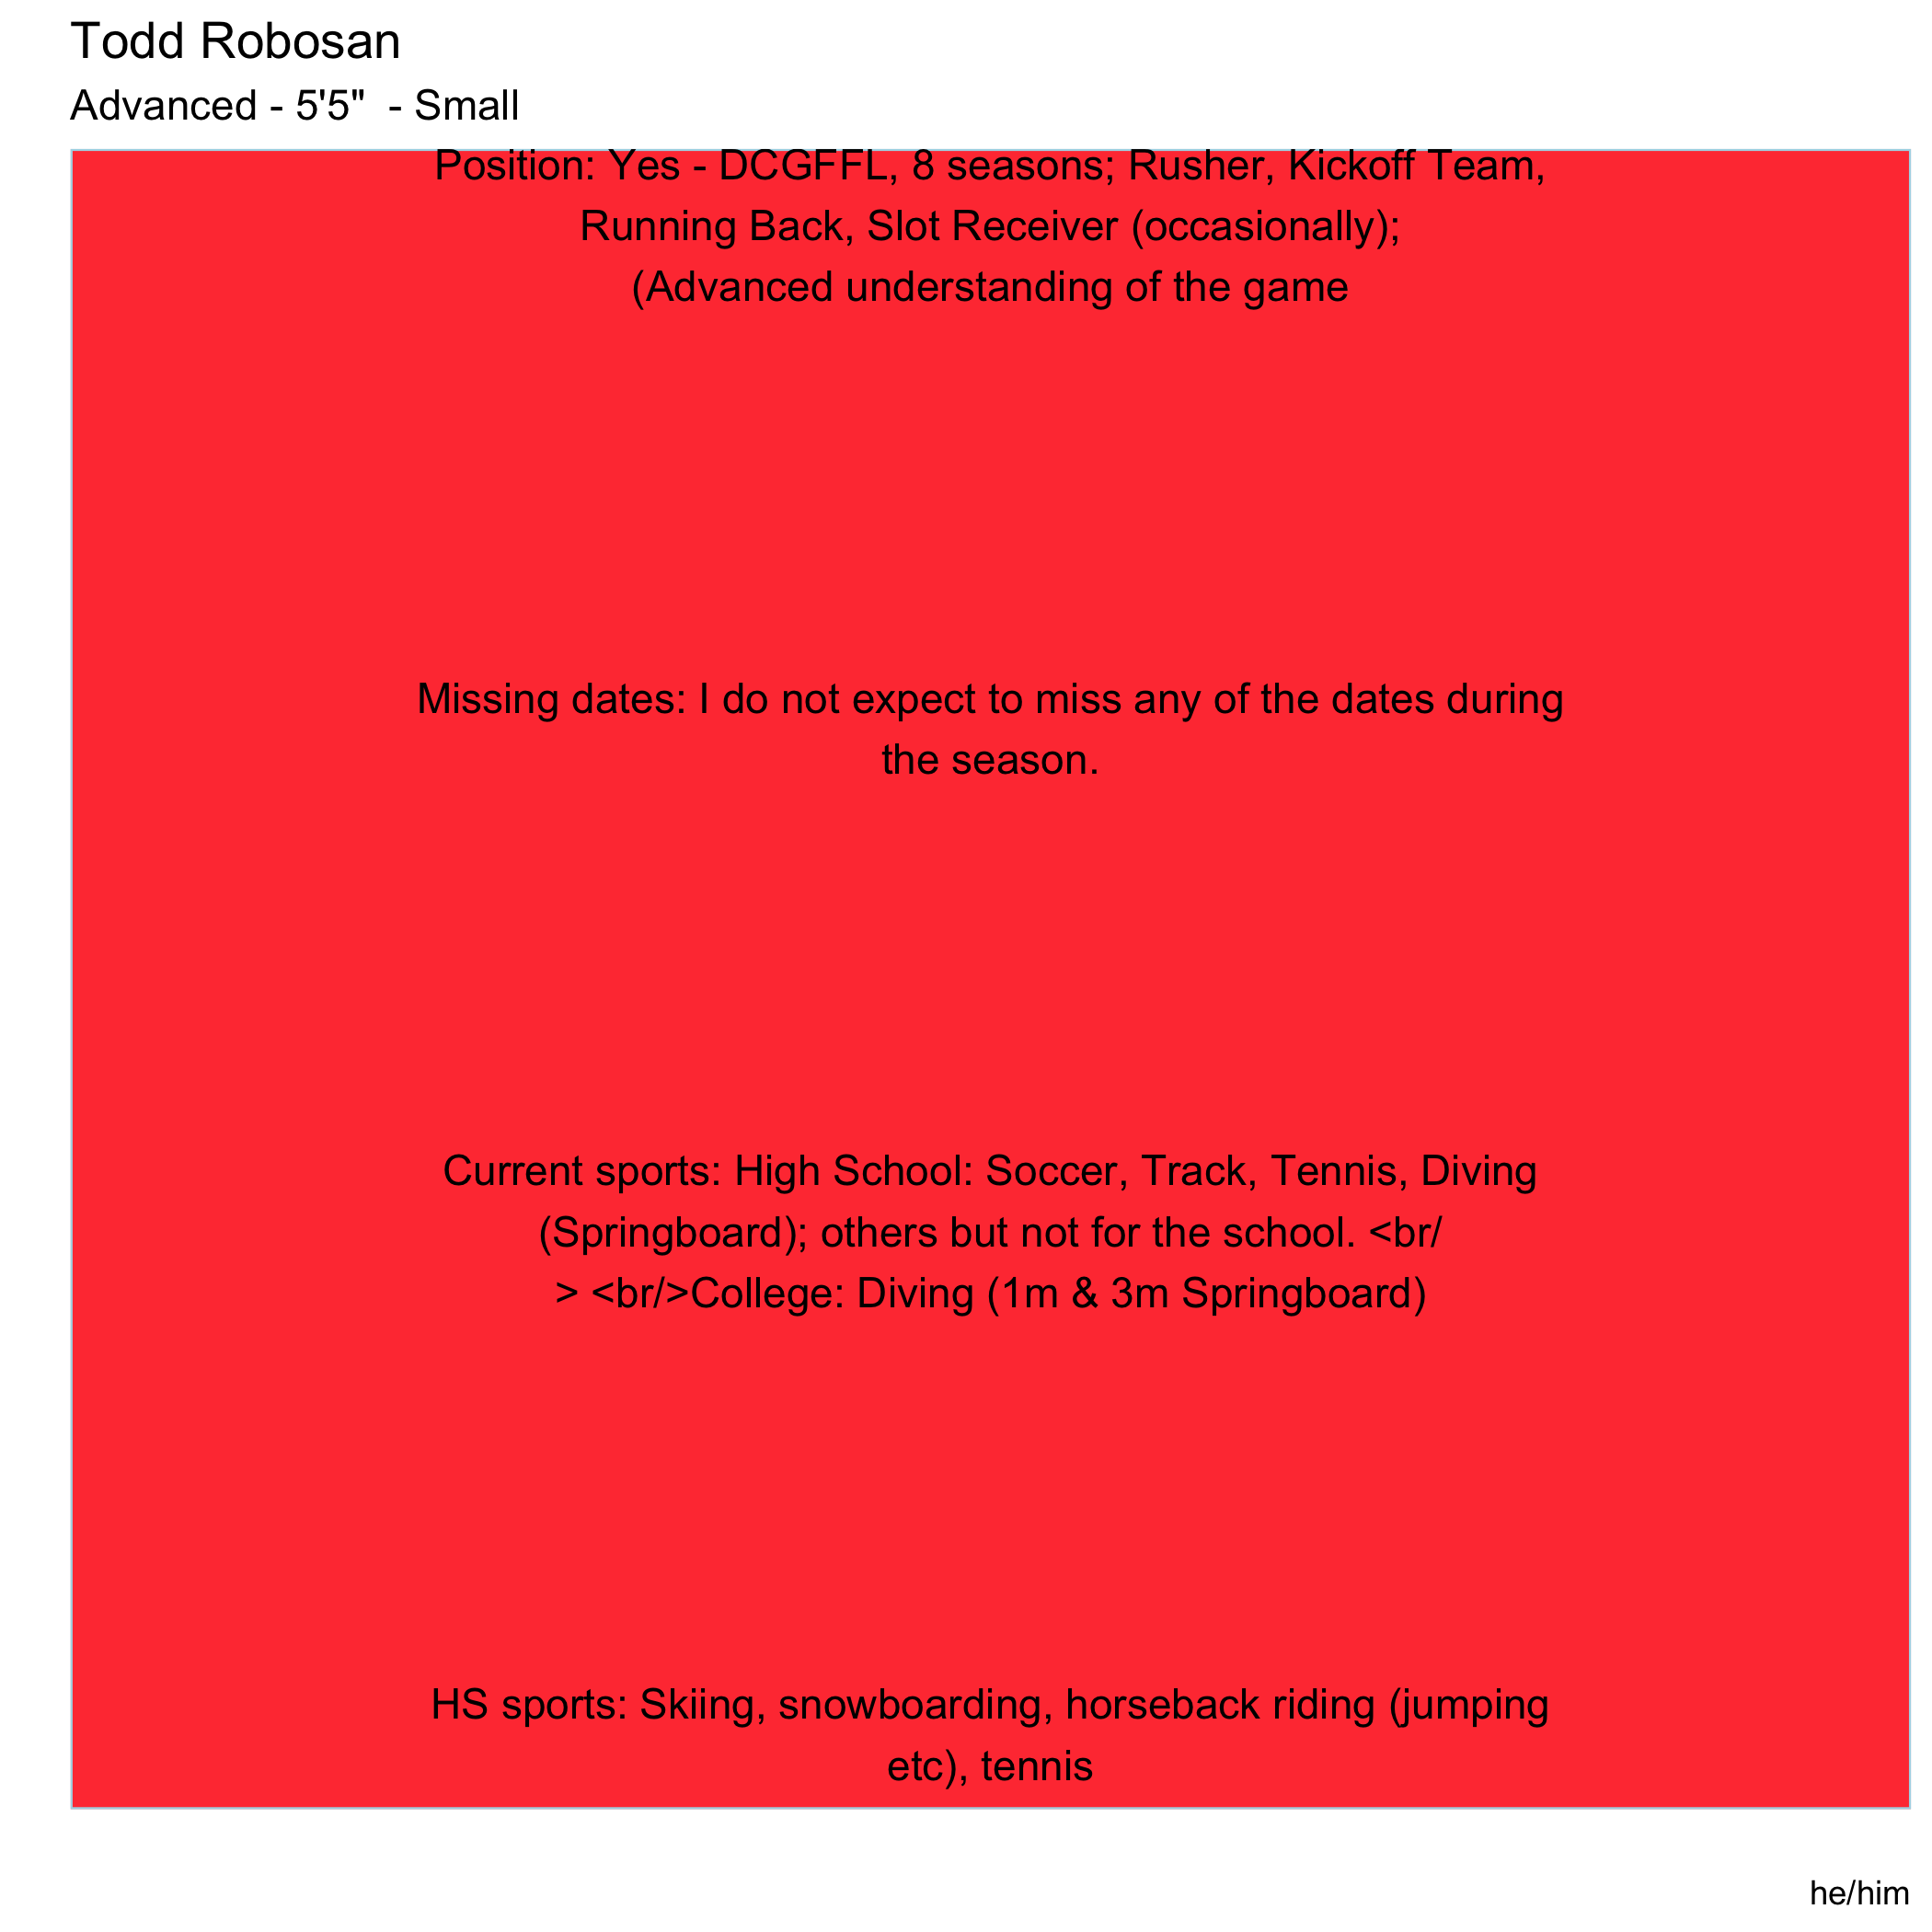 Todd Robosan
Advanced - 5'5"  - Small
Position: Yes - DCGFFL, 8 seasons; Rusher, Kickoff Team,
Running Back, Slot Receiver (occasionally);
(Advanced understanding of the game
Missing dates: I do not expect to miss any of the dates during
the season.
Current sports: High School: Soccer, Track, Tennis, Diving
(Springboard); others but not for the school. <br/
> <br/>College: Diving (1m & 3m Springboard)
HS sports: Skiing, snowboarding, horseback riding (jumping
etc), tennis
he/him